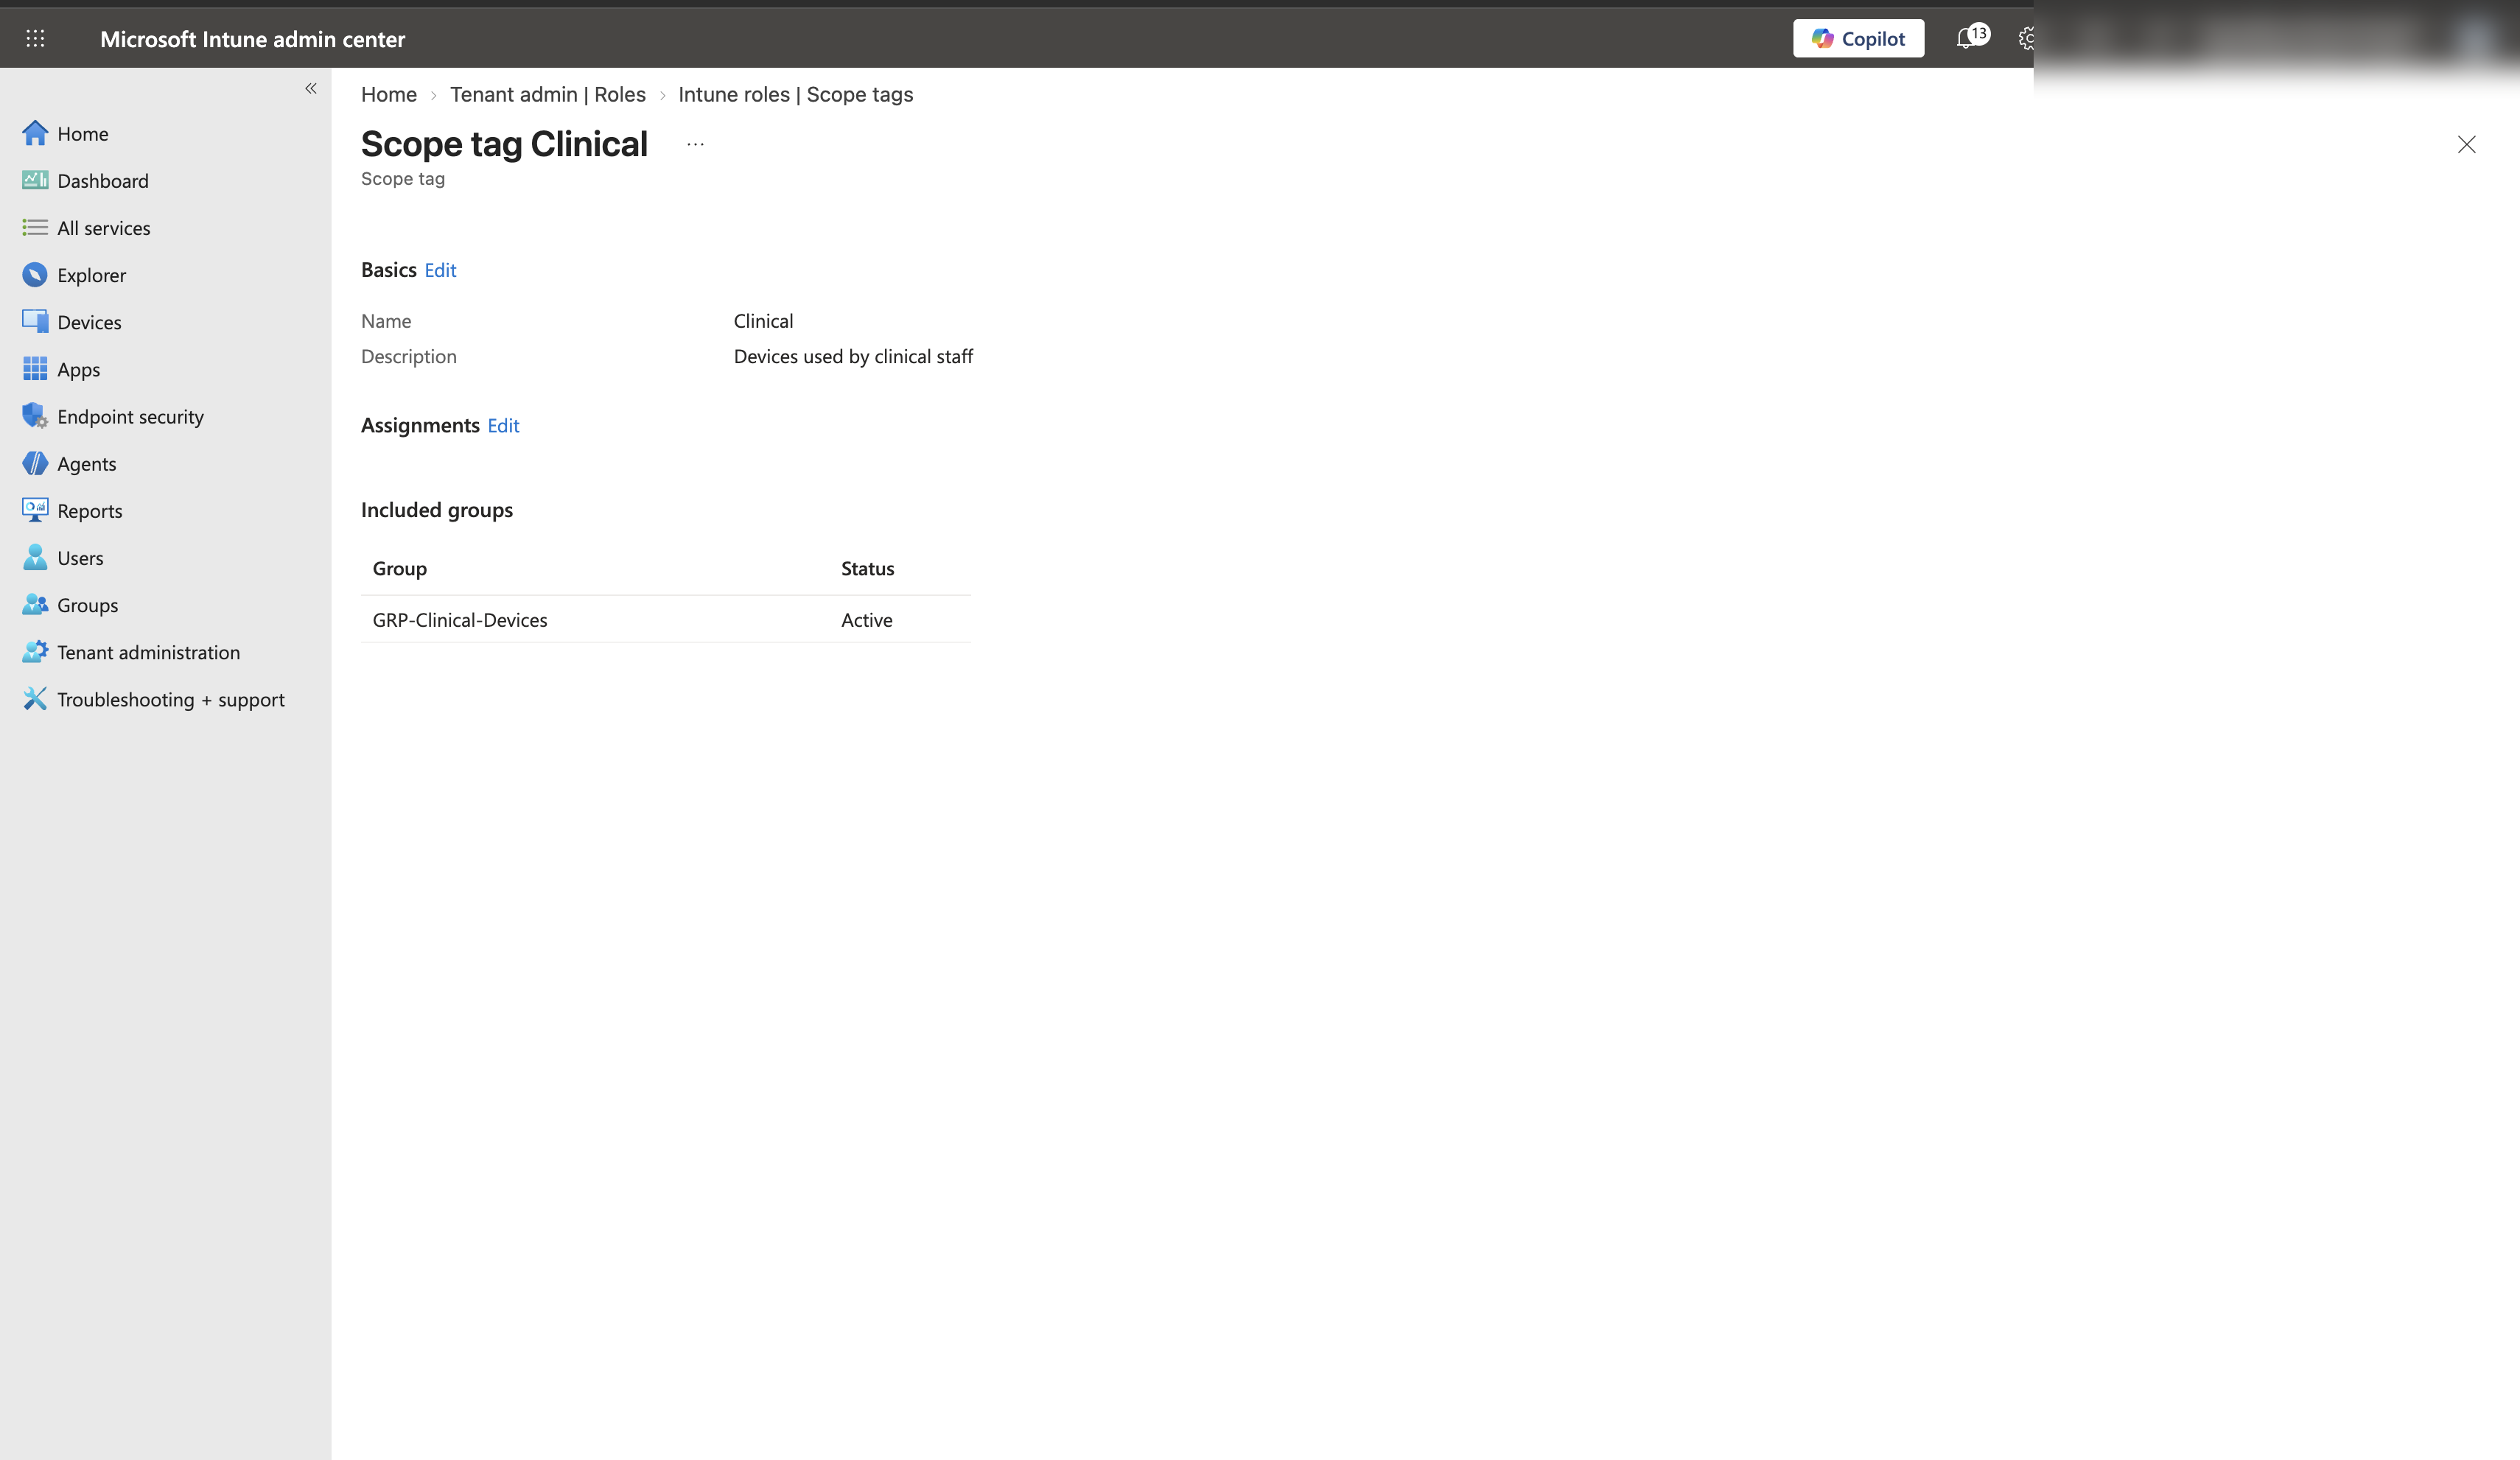 Microsoft Intune admin center
Copilot
13
Home
Dashboard
All services
Explorer
Devices
Apps
Endpoint security
Agents
Reports
Users
Groups
Tenant administration
Troubleshooting + support
Home > Tenant admin | Roles > Intune roles | Scope tags
Scope tag Clinical ...
Scope tag
Basics Edit
Name Clinical
Description Devices used by clinical staff
Assignments Edit
Included groups
Group Status
GRP-Clinical-Devices Active